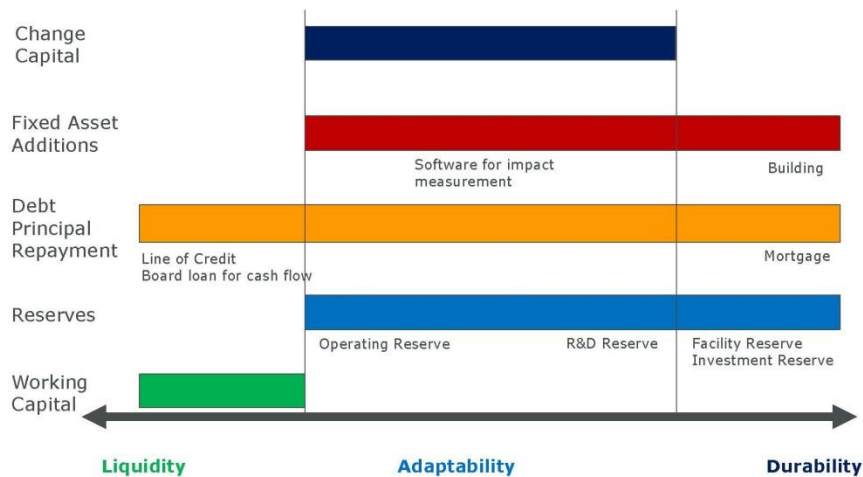 Change
Capital
Fixed Asset
Additions
Software for impact
measurement
Building
Debt
Principal
Repayment
Line of Credit
Board loan for cash flow
Mortgage
Reserves
Operating Reserve
R&D Reserve
Facility Reserve
Investment Reserve
Working
Capital
Liquidity
Adaptability
Durability